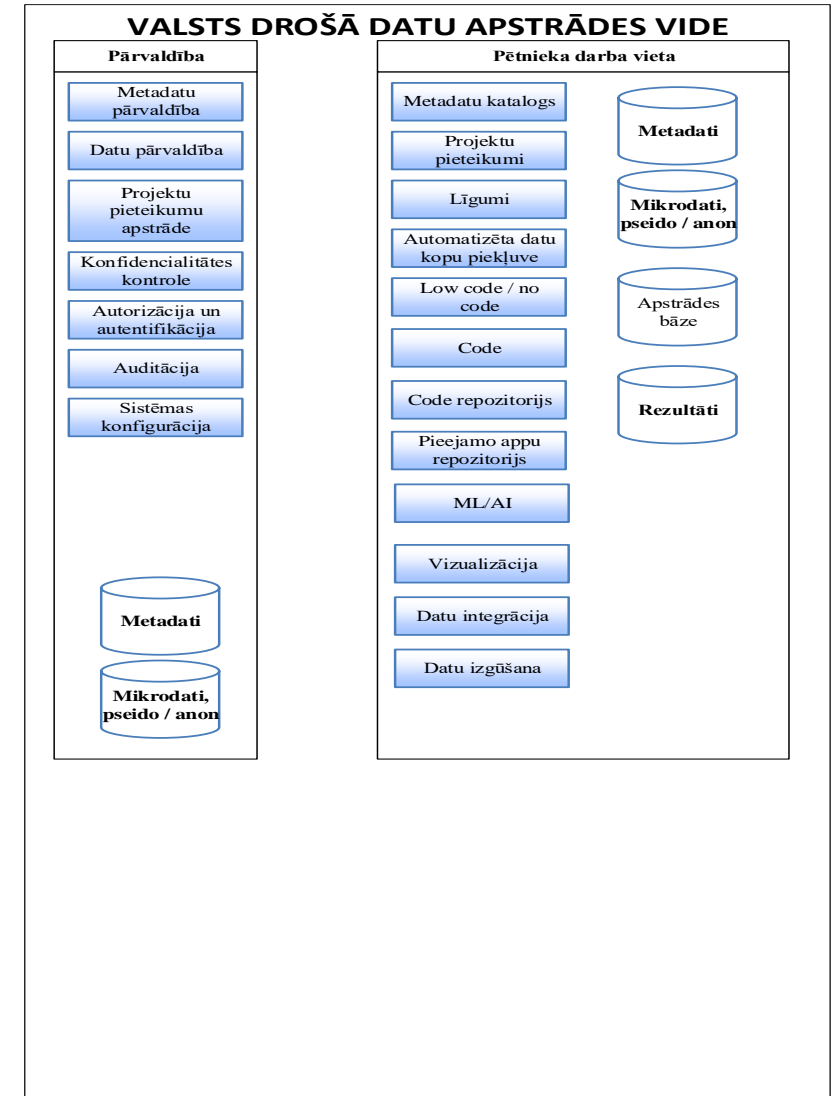 VALSTS DROŠĀ DATU APSTRĀDES VIDE
Pārvaldība
Metadatu
pārvaldība
Datu pārvaldība
Projektu
pieteikumu
apstrāde
Konfidencialitātes
kontrole
Autorizācija un
autentifikācija
Auditācija
Sistēmas
konfigurācija
Metadati
Mikrodati,
pseido / anon
Pētnieka darba vieta
Metadatu katalogs
Projektu
pieteikumi
Līgumi
Automatizēta datu
kopu piekļuve
Low code / no
code
Code
Code repozitorijs
Pieejamo appu
repozitorijs
ML/AI
Vizualizācija
Datu integrācija
Datu izgūšana
Metadati
Mikrodati,
pseido / anon
Apstrādes
bāze
Rezultāti